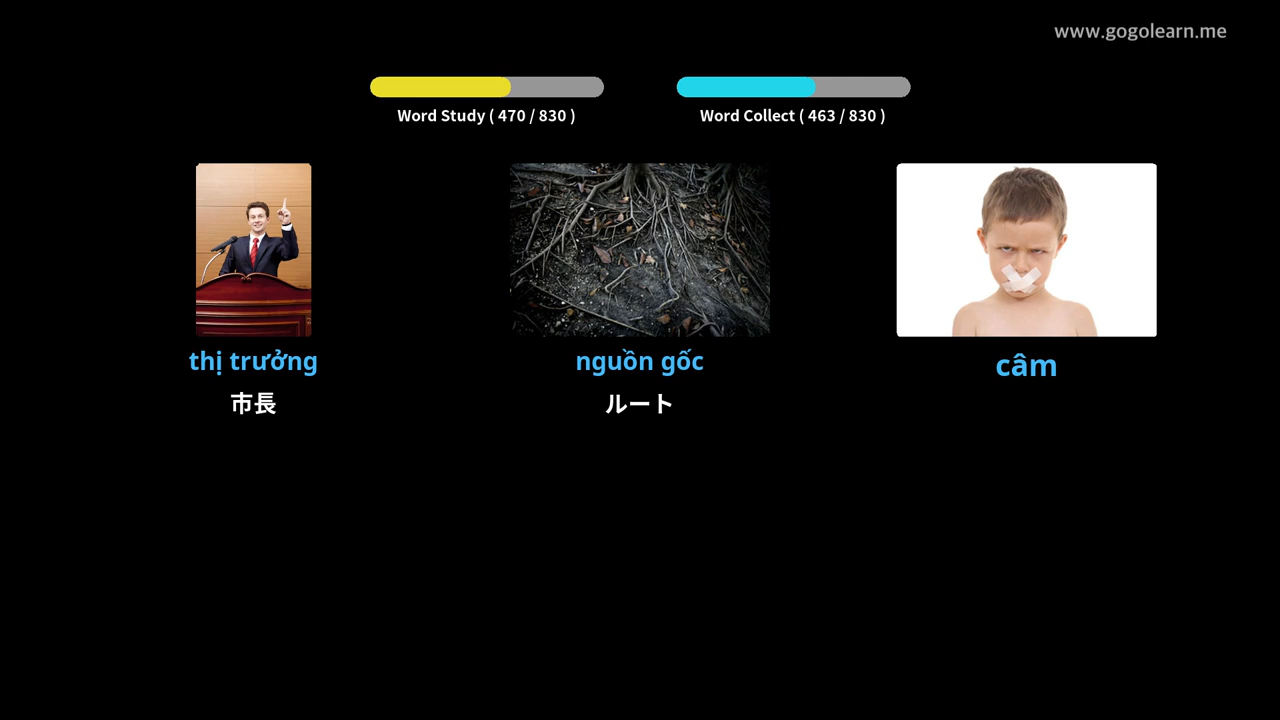 www.gogolearn.me
Word Study ( 470 / 830 )
Word Collect ( 463 / 830 )
thị trưởng
市長
nguồn gốc
ルート
câm